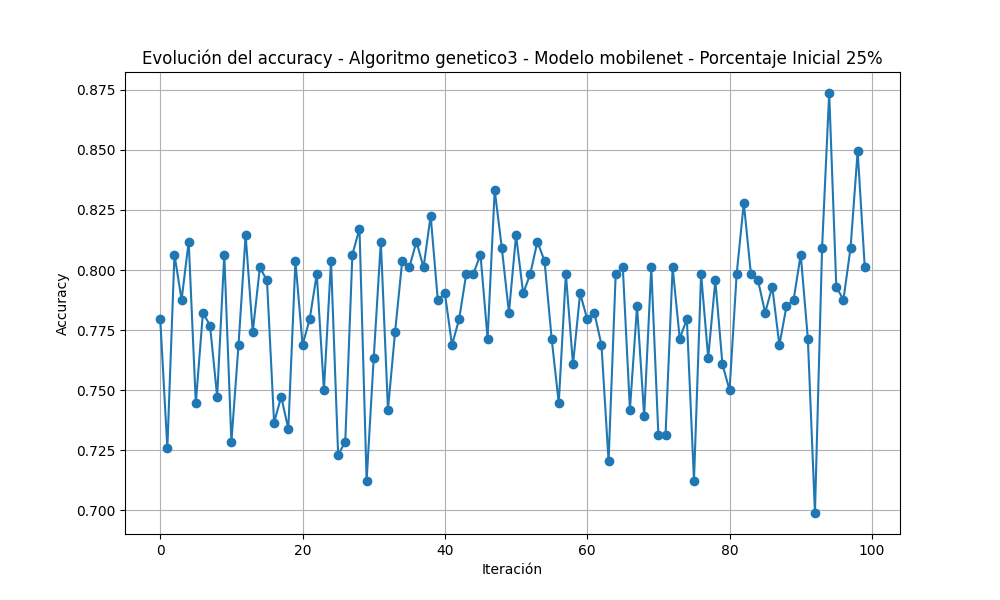 Evolución del accuracy - Algoritmo genetico3 - Modelo mobilenet - Porcentaje Inicial 25%
0.875
0.850
0.825
0.800
0.775
0.750
0.725
0.700
Accuracy
0 20 40 60 80 100
Iteración